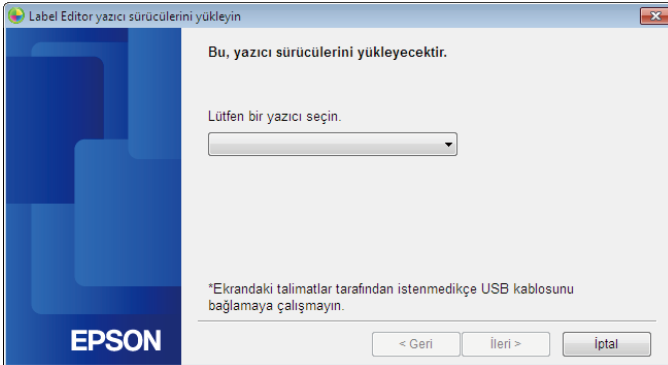 Label Editor yazıcı sürücülerini yükleyin
Bu, yazıcı sürücülerini yükleyecektir.
Lütfen bir yazıcı seçin.
*Ekrandaki talimatlar tarafından istenmedikçe USB kablosunu
bağlamaya çalışmayın.
EPSON
< Geri
İleri >
İptal